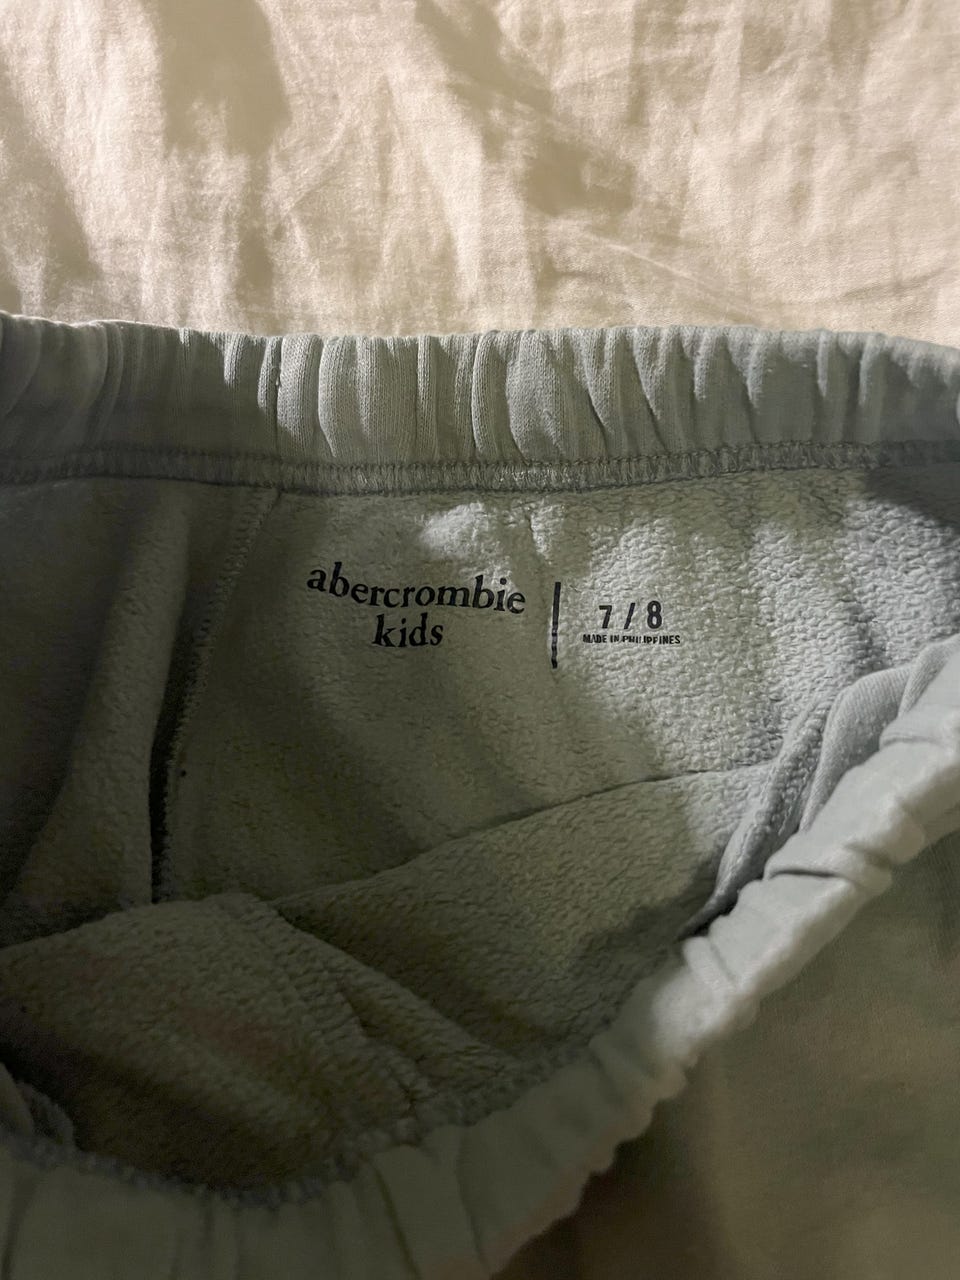 abercrombie
kids
7/8
MADE IN PHILIPPINES